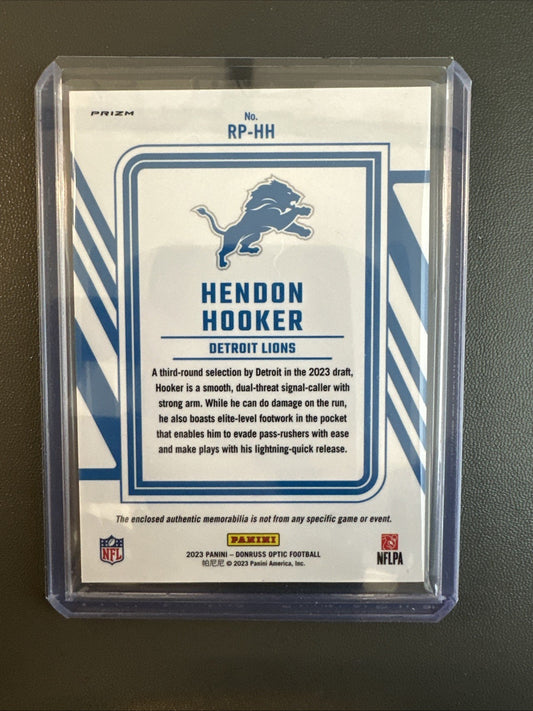 PRIZM
No.
RP-HH
HENDON
HOOKER
DETROIT LIONS
A third-round selection by Detroit in the 2023 draft,
Hooker is a smooth, dual-threat signal-caller with
strong arm. While he can do damage on the run,
he also boasts elite-level footwork in the pocket
that enables him to evade pass-rushers with ease
and make plays with his lightning-quick release.
The enclosed authentic memorabilia is not from any specific game or event.
NFL
PANINI
2023 PANINI – DONRUSS OPTIC FOOTBALL
帕尼尼 © 2023 Panini America, Inc.
NFLPA